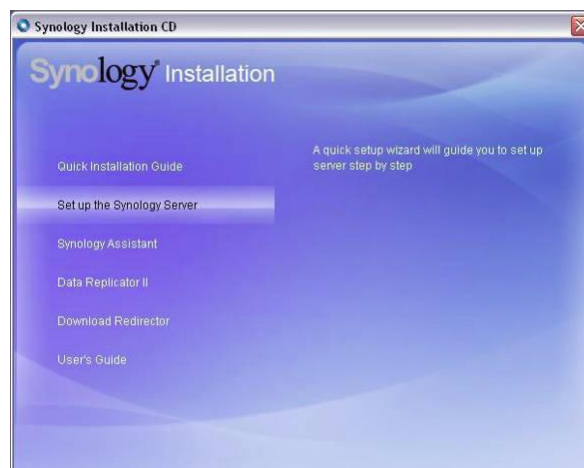 Synology Installation CD
Synology Installation
Quick Installation Guide
Set up the Synology Server
Synology Assistant
Data Replicator II
Download Redirector
User's Guide
A quick setup wizard will guide you to set up
server step by step